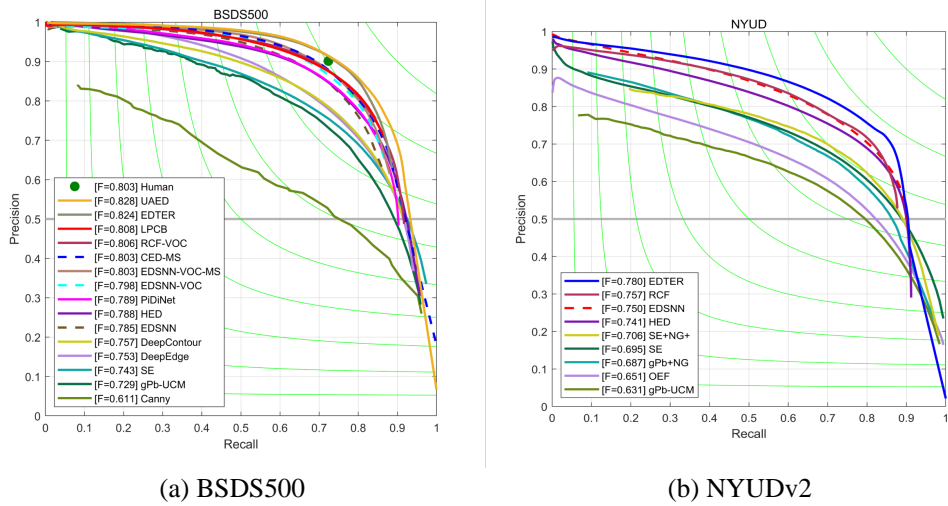 BSDS500
Precision
1
0.9
0.8
0.7
0.6
0.5
0.4
0.3
0.2
0.1
0
[F=0.803] Human
[F=0.828] UAED
[F=0.824] EDTER
[F=0.808] LPCB
[F=0.806] RCF-VOC
[F=0.803] CED-MS
[F=0.803] EDSNN-VOC-MS
[F=0.798] EDSNN-VOC
[F=0.789] PiDiNet
[F=0.788] HED
[F=0.785] EDSNN
[F=0.757] DeepContour
[F=0.753] DeepEdge
[F=0.743] SE
[F=0.729] gPb-UCM
[F=0.611] Canny
0 0.1 0.2 0.3 0.4 0.5 0.6 0.7 0.8 0.9 1
Recall
(a) BSDS500
NYUD
Precision
1
0.9
0.8
0.7
0.6
0.5
0.4
0.3
0.2
0.1
0
[F=0.780] EDTER
[F=0.757] RCF
[F=0.750] EDSNN
[F=0.741] HED
[F=0.706] SE+NG+
[F=0.695] SE
[F=0.687] gPb+NG
[F=0.651] OEF
[F=0.631] gPb-UCM
0 0.1 0.2 0.3 0.4 0.5 0.6 0.7 0.8 0.9 1
Recall
(b) NYUDv2